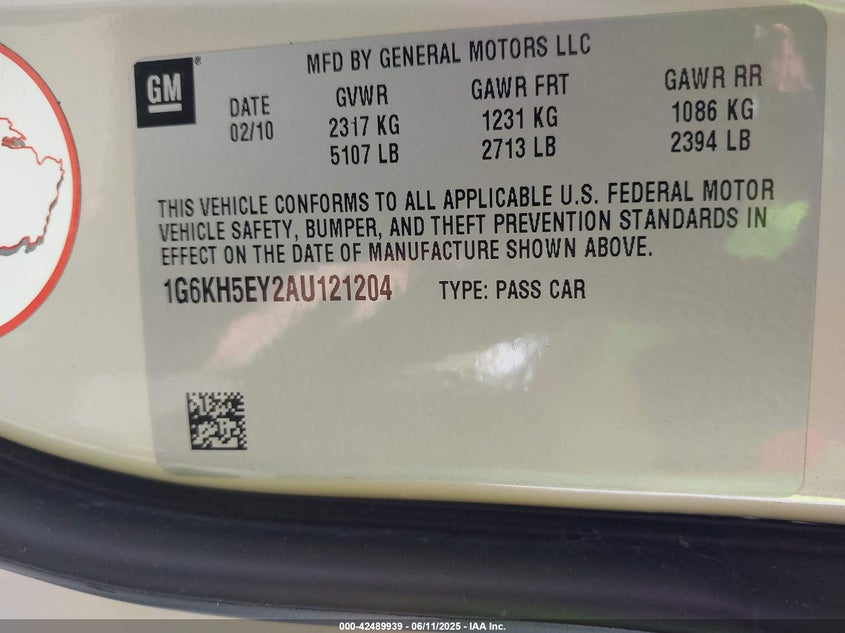 MFD BY GENERAL MOTORS LLC
GM®
DATE GVWR GAWR FRT GAWR RR
02/10 2317 KG 1231 KG 1086 KG
5107 LB 2713 LB 2394 LB
THIS VEHICLE CONFORMS TO ALL APPLICABLE U.S. FEDERAL MOTOR
VEHICLE SAFETY, BUMPER, AND THEFT PREVENTION STANDARDS IN
EFFECT ON THE DATE OF MANUFACTURE SHOWN ABOVE.
1G6KH5EY2AU121204 TYPE: PASS CAR
000-42489939 - 06/11/2025 - IAA Inc.